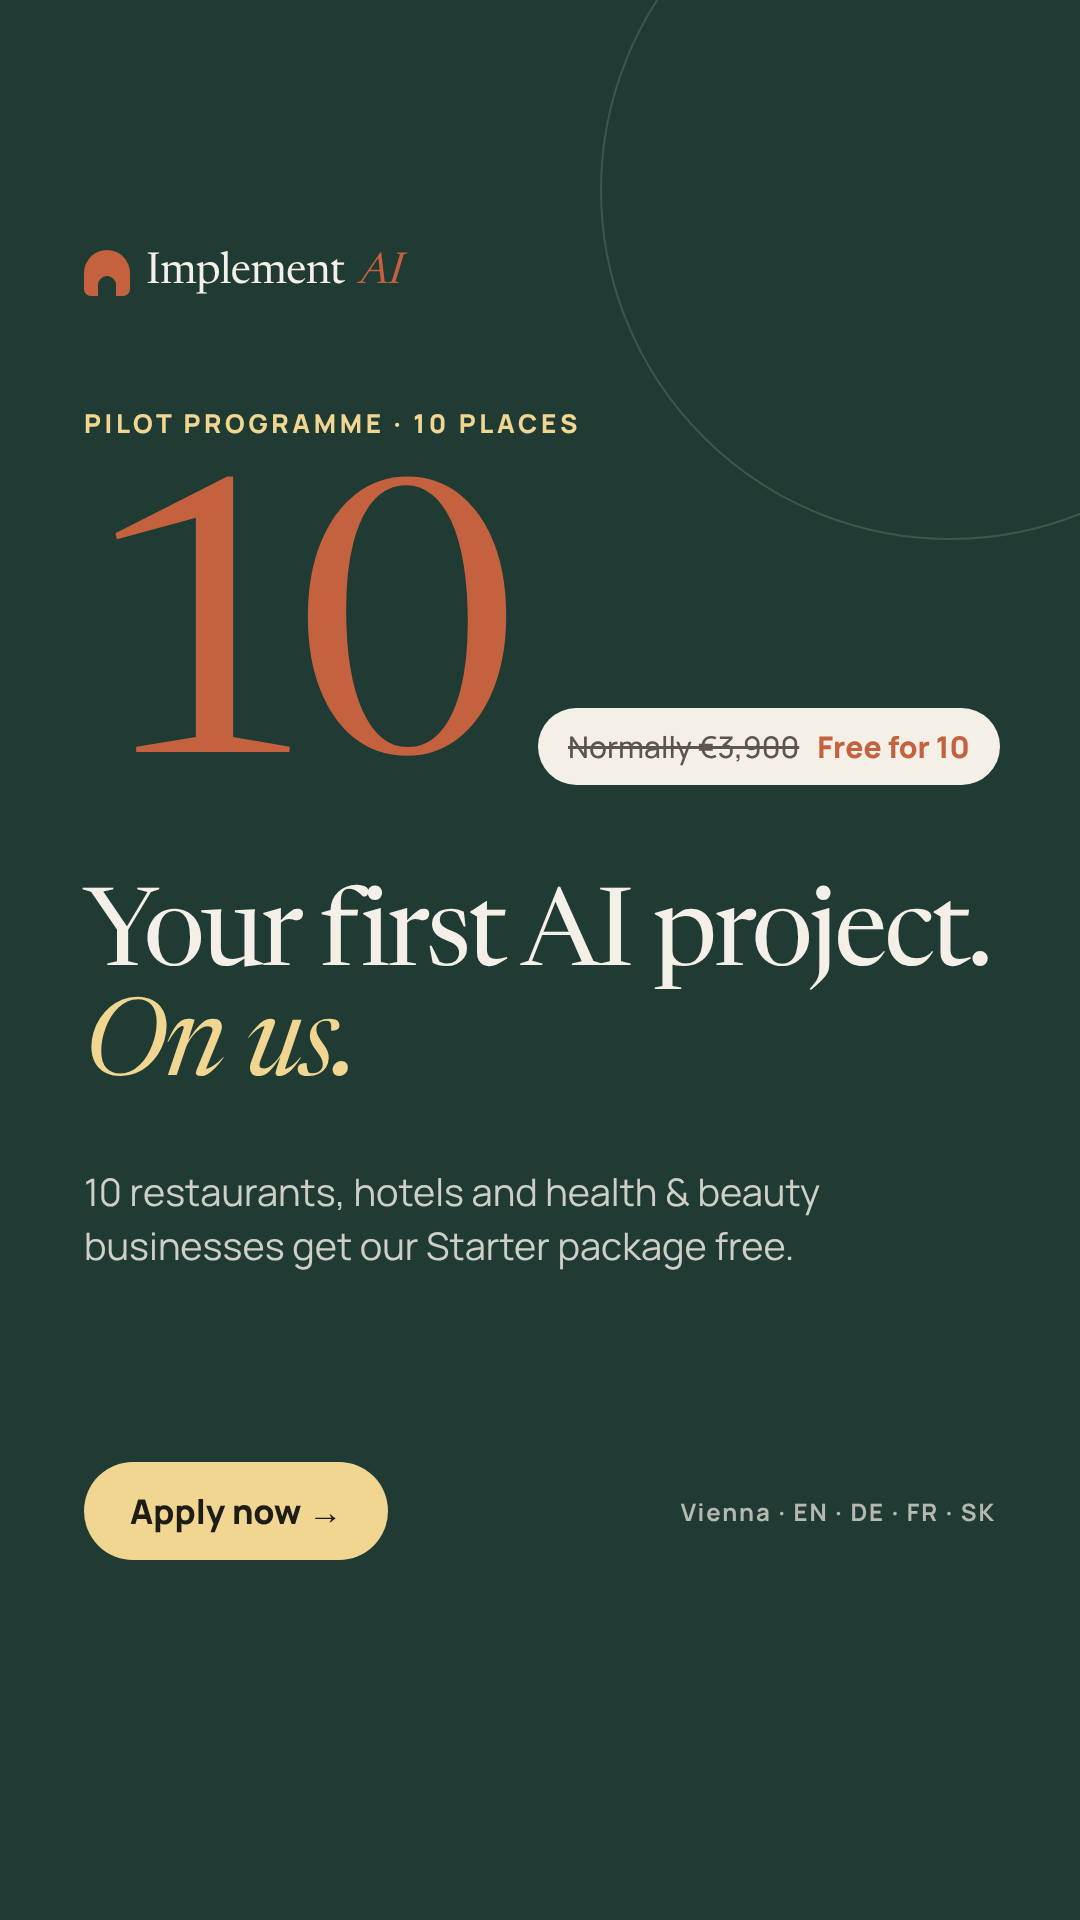 Implement AI
PILOT PROGRAMME · 10 PLACES
10
Normally €3,900 Free for 10
Your first AI project.
On us.
10 restaurants, hotels and health & beauty
businesses get our Starter package free.
Apply now →
Vienna · EN · DE · FR · SK